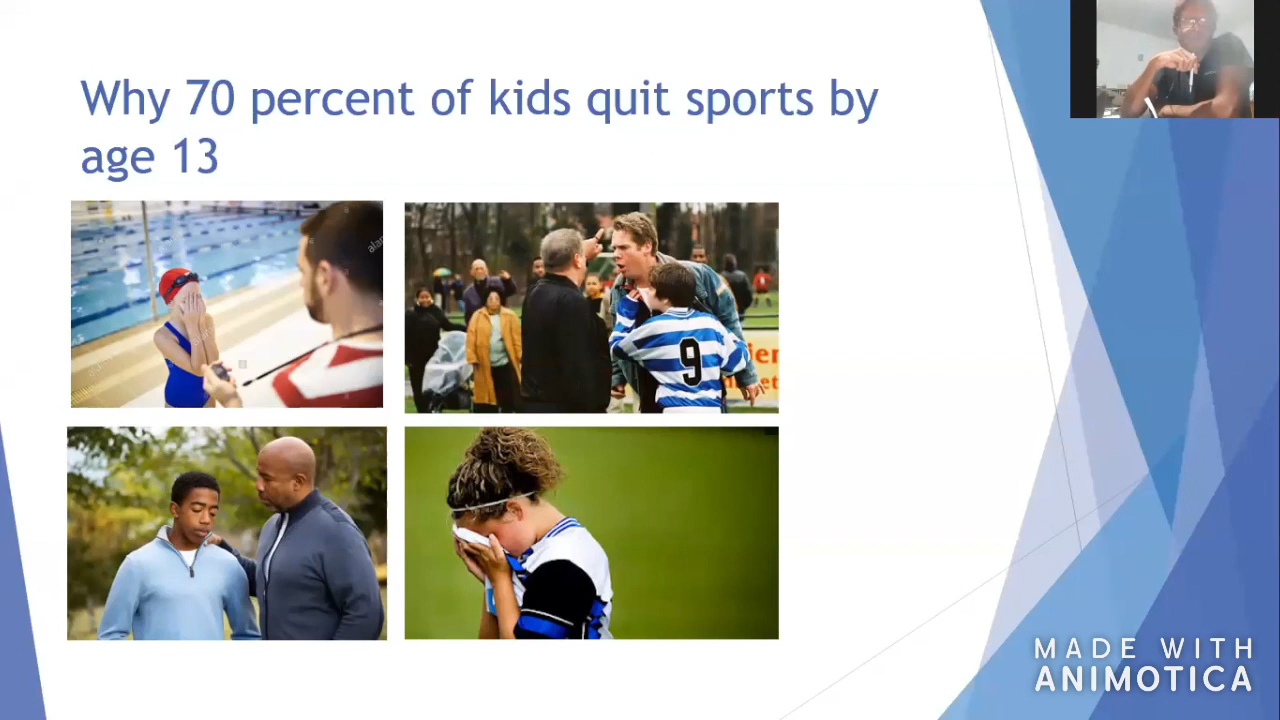 Why 70 percent of kids quit sports by
age 13
9
MADE WITH
ANIMOTICA